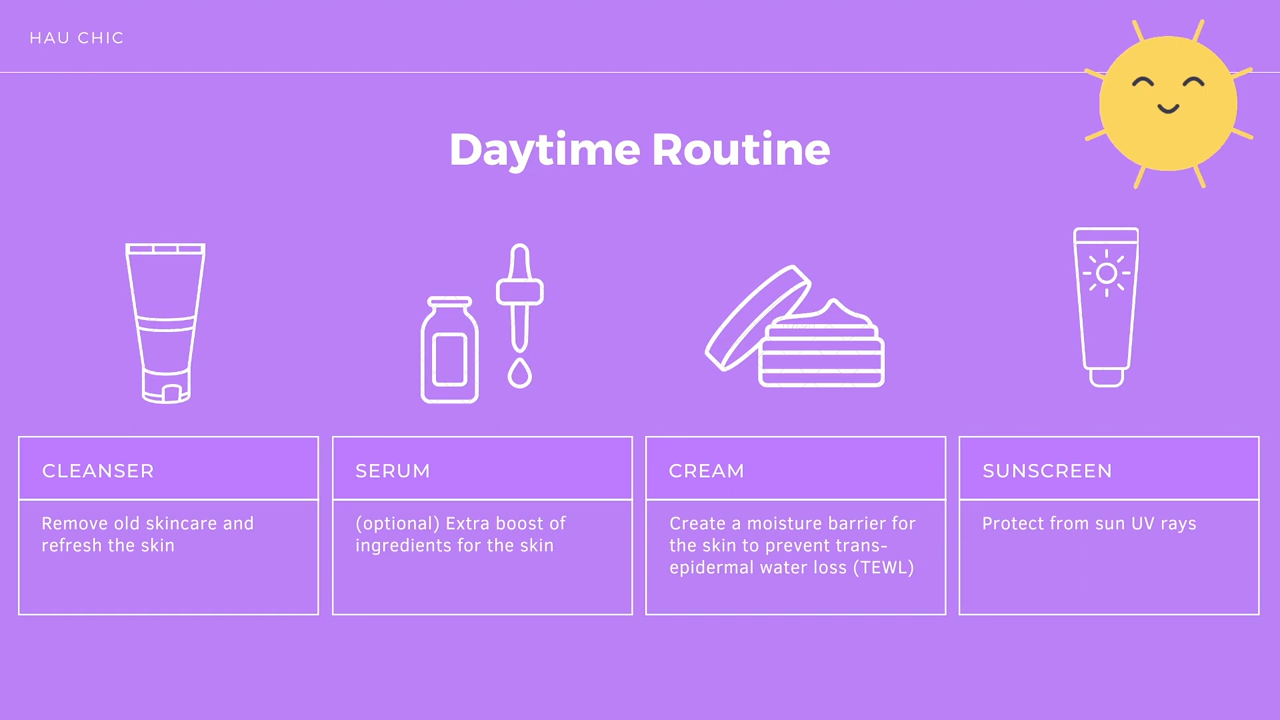 HAU CHIC
Daytime Routine
CLEANSER
Remove old skincare and
refresh the skin
SERUM
(optional) Extra boost of
ingredients for the skin
CREAM
Create a moisture barrier for
the skin to prevent trans-
epidermal water loss (TEWL)
SUNSCREEN
Protect from sun UV rays